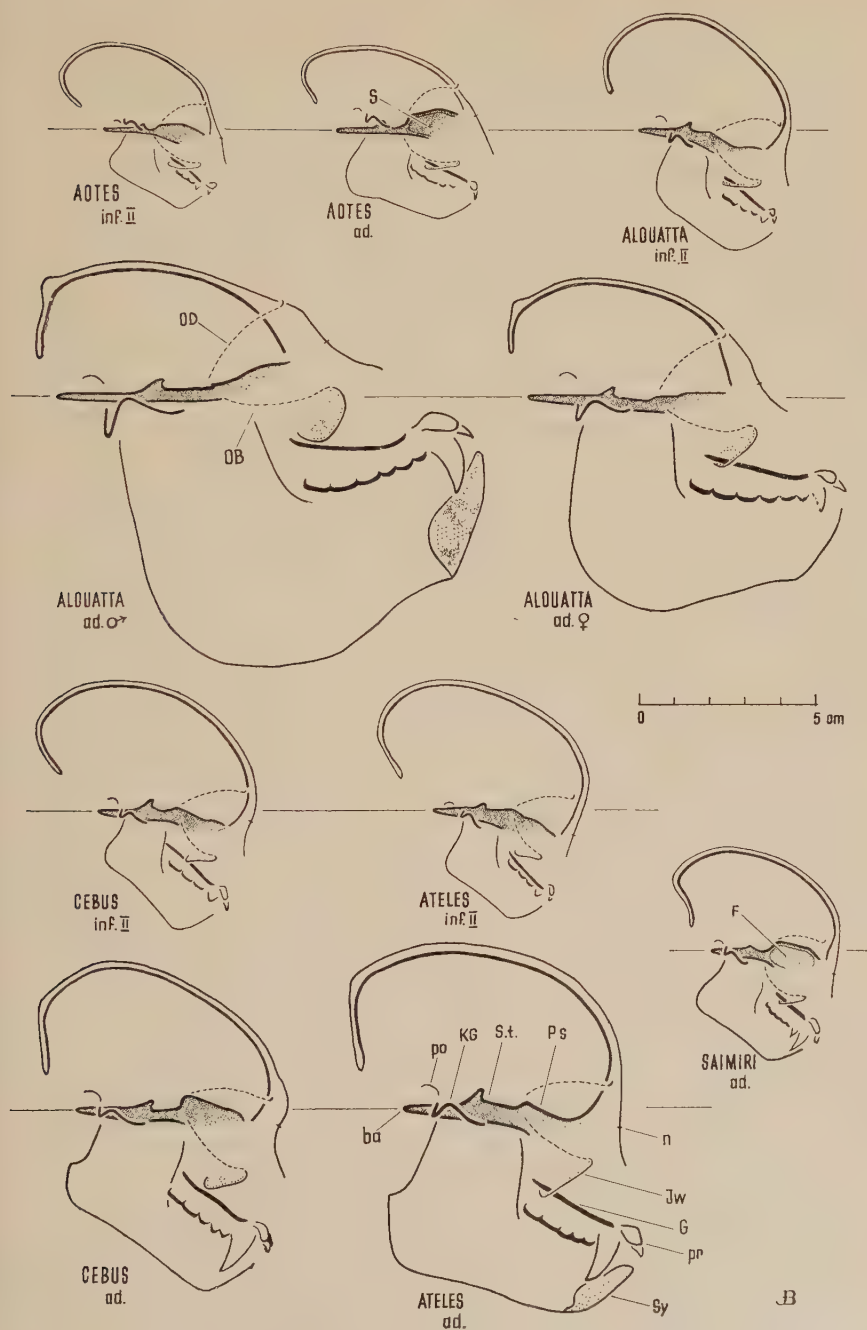 S
AOTES
inf. II
AOTES
ad.
ALOUATTA
inf. II
OD
OB
ALOUATTA
ad. ♂
ALOUATTA
ad. ♀
0 5 cm
CEBUS
inf. II
ATELES
inf. II
F
SAIMIRI
ad.
po
KG
S.t.
Ps
ba
n
Jw
G
pr
Sy
CEBUS
ad.
ATELES
ad.
JB